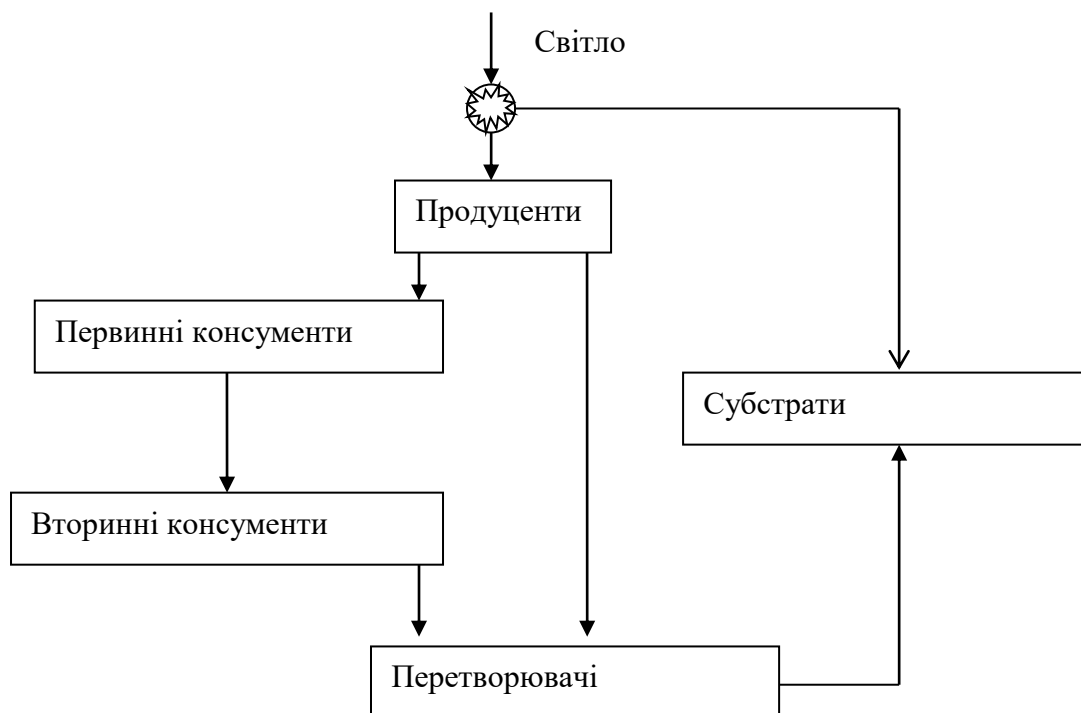 Світло
Продуценти
Первинні консументи
Субстрати
Вторинні консументи
Перетворювачі